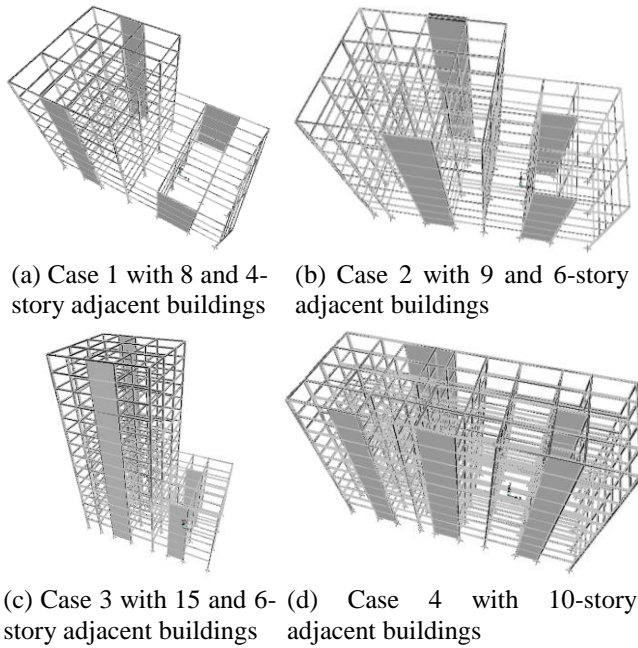 (a) Case 1 with 8 and 4-
story adjacent buildings
(b) Case 2 with 9 and 6-story
adjacent buildings
(c) Case 3 with 15 and 6-
story adjacent buildings
(d) Case 4 with 10-story
adjacent buildings